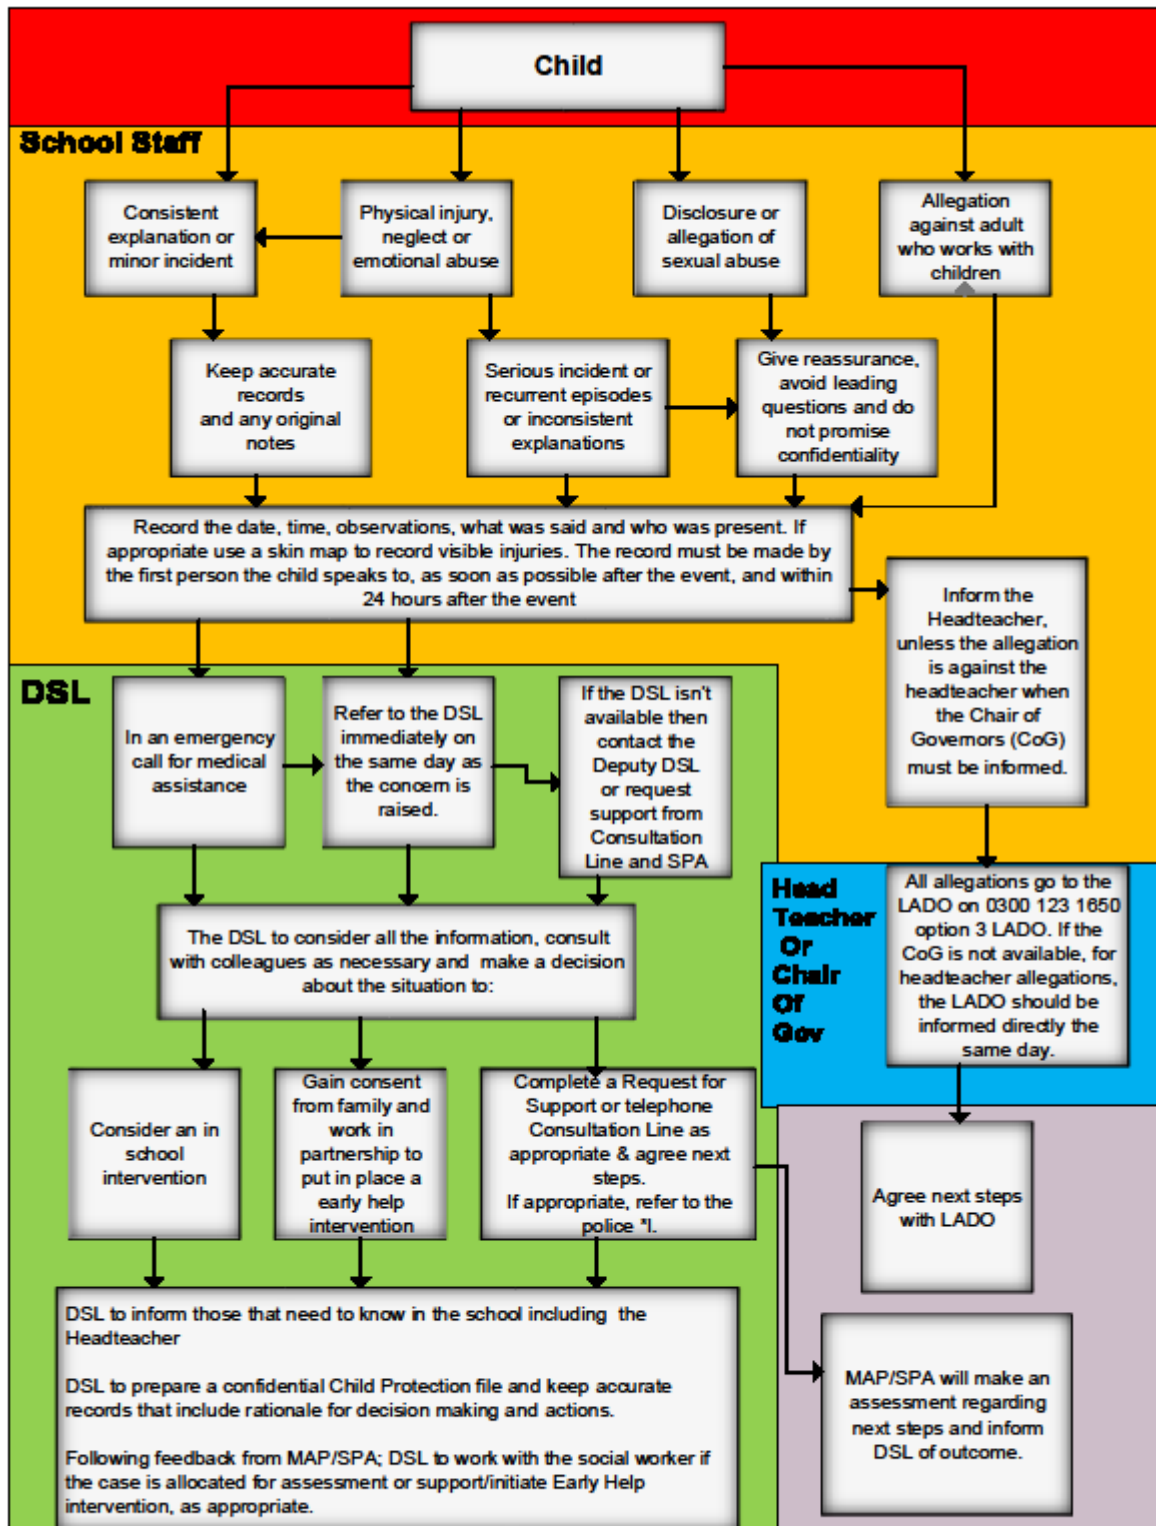 Child
School Staff
Consistent
explanation or
minor incident
Physical injury,
neglect or
emotional abuse
Disclosure or
allegation of
sexual abuse
Allegation
against adult
who works with
children
Keep accurate
records
and any original
notes
Serious incident or
recurrent episodes
or inconsistent
explanations
Give reassurance,
avoid leading
questions and do
not promise
confidentiality
Record the date, time, observations, what was said and who was present. If
appropriate use a skin map to record visible injuries. The record must be made by
the first person the child speaks to, as soon as possible after the event, and within
24 hours after the event
Inform the
Headteacher,
unless the allegation
is against the
headteacher when
the Chair of
Governors (CoG)
must be informed.
DSL
In an emergency
call for medical
assistance
Refer to the DSL
immediately on
the same day as
the concern is
raised.
If the DSL isn't
available then
contact the
Deputy DSL
or request
support from
Consultation
Line and SPA
Head
Teacher
Or
Chair
Of
Gov
All allegations go to the
LADO on 0300 123 1650
option 3 LADO. If the
CoG is not available, for
headteacher allegations,
the LADO should be
informed directly the
same day.
The DSL to consider all the information, consult
with colleagues as necessary and make a decision
about the situation to:
Consider an in
school
intervention
Gain consent
from family and
work in
partnership to
put in place a
early help
intervention
Complete a Request for
Support or telephone
Consultation Line as
appropriate & agree next
steps.
If appropriate, refer to the
police *I.
Agree next steps
with LADO
DSL to inform those that need to know in the school including the
Headteacher
DSL to prepare a confidential Child Protection file and keep accurate
records that include rationale for decision making and actions.
Following feedback from MAP/SPA; DSL to work with the social worker if
the case is allocated for assessment or support/initiate Early Help
intervention, as appropriate.
MAP/SPA will make an
assessment regarding
next steps and inform
DSL of outcome.